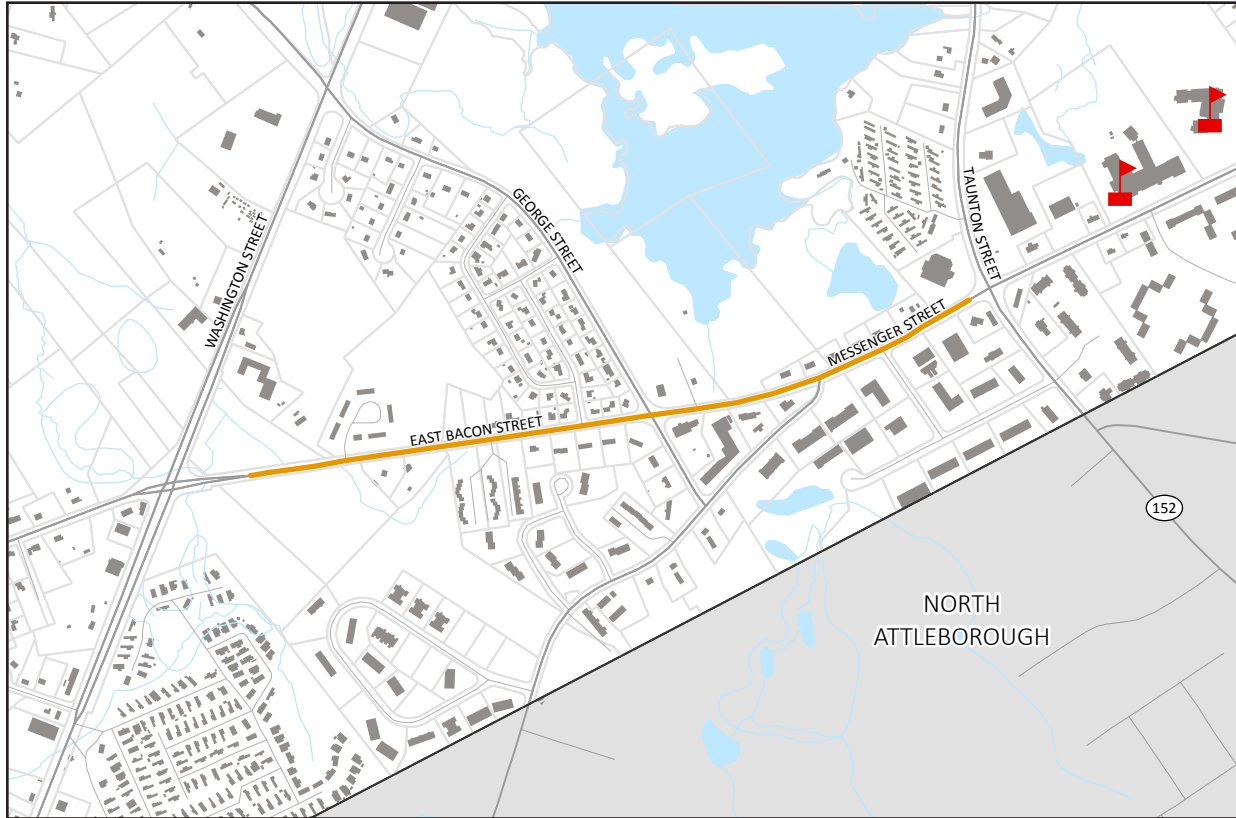 GEORGE STREET
TAUNTON STREET
WASHINGTON STREET
MESSENGER STREET
EAST BACON STREET
152
NORTH
ATTLEBOROUGH